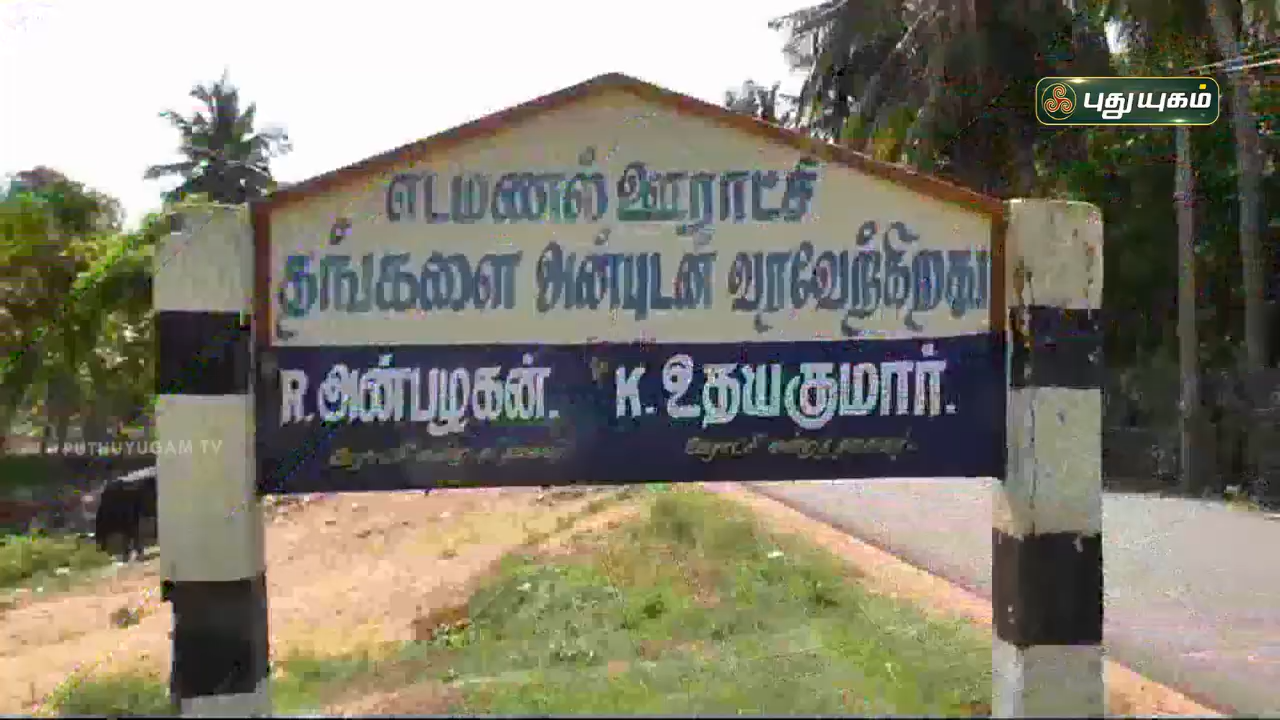 புதுயுகம்
எடமணல் ஊராட்சி
தங்களை அன்புடன் வரவேற்கிறது
R. அன்பழகன். K. உதயகுமார்.
PUTHUYUGAM TV